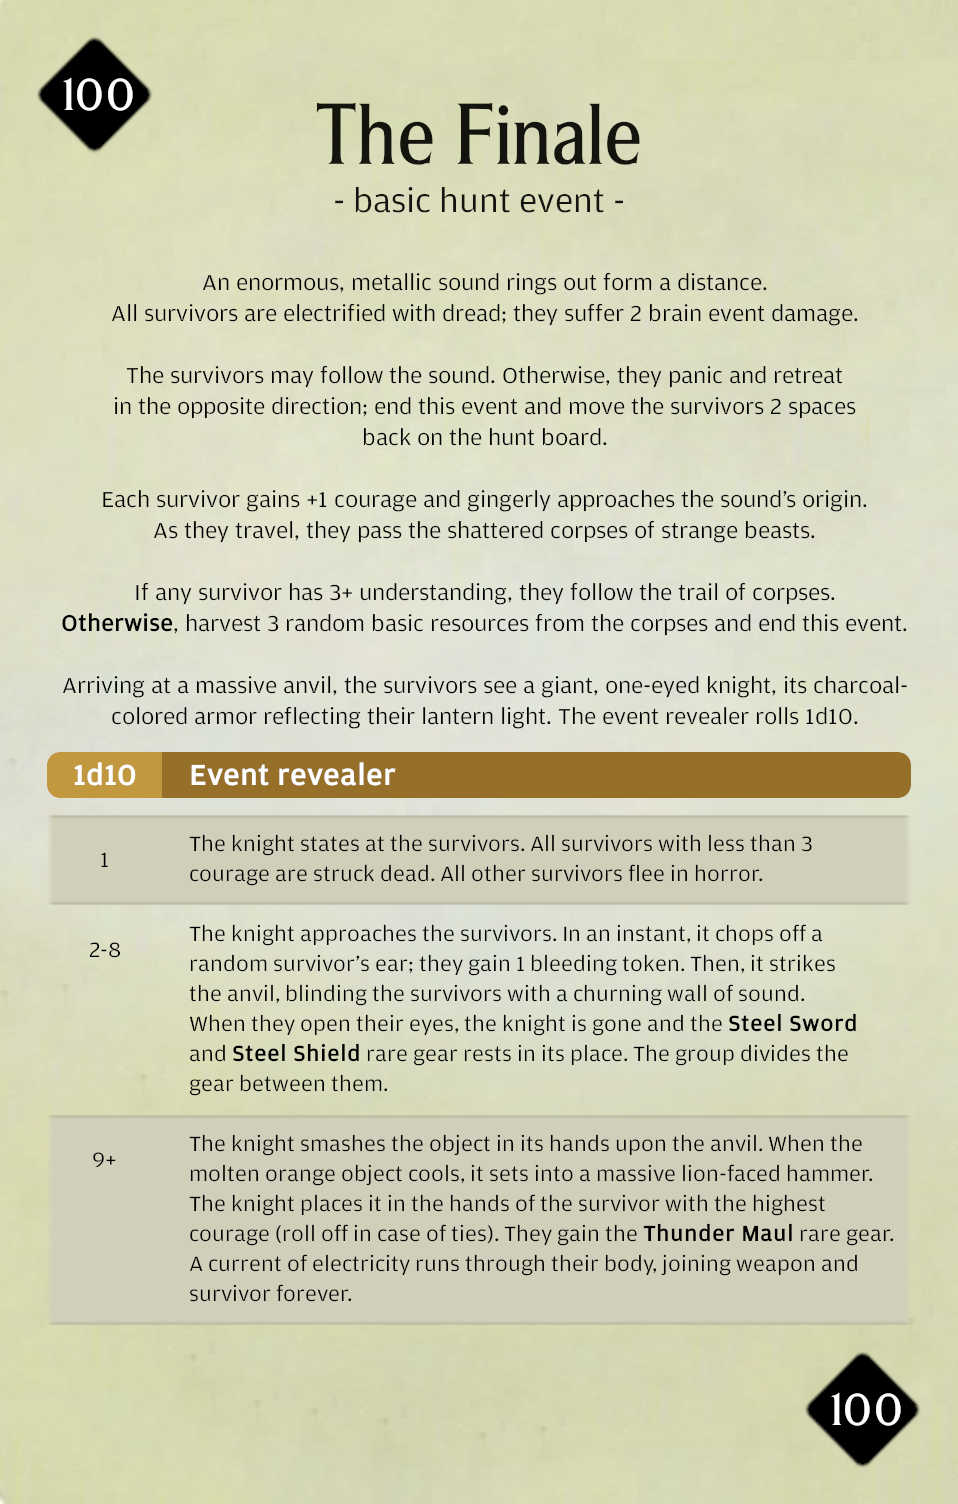 100
The Finale
- basic hunt event -
An enormous, metallic sound rings out form a distance.
All survivors are electrified with dread; they suffer 2 brain event damage.
The survivors may follow the sound. Otherwise, they panic and retreat
in the opposite direction; end this event and move the survivors 2 spaces
back on the hunt board.
Each survivor gains +1 courage and gingerly approaches the sound’s origin.
As they travel, they pass the shattered corpses of strange beasts.
If any survivor has 3+ understanding, they follow the trail of corpses.
Otherwise, harvest 3 random basic resources from the corpses and end this event.
Arriving at a massive anvil, the survivors see a giant, one-eyed knight, its charcoal-
colored armor reflecting their lantern light. The event revealer rolls 1d10.
1d10 Event revealer
1
The knight states at the survivors. All survivors with less than 3
courage are struck dead. All other survivors flee in horror.
2-8
The knight approaches the survivors. In an instant, it chops off a
random survivor’s ear; they gain 1 bleeding token. Then, it strikes
the anvil, blinding the survivors with a churning wall of sound.
When they open their eyes, the knight is gone and the Steel Sword
and Steel Shield rare gear rests in its place. The group divides the
gear between them.
9+
The knight smashes the object in its hands upon the anvil. When the
molten orange object cools, it sets into a massive lion-faced hammer.
The knight places it in the hands of the survivor with the highest
courage (roll off in case of ties). They gain the Thunder Maul rare gear.
A current of electricity runs through their body, joining weapon and
survivor forever.
100